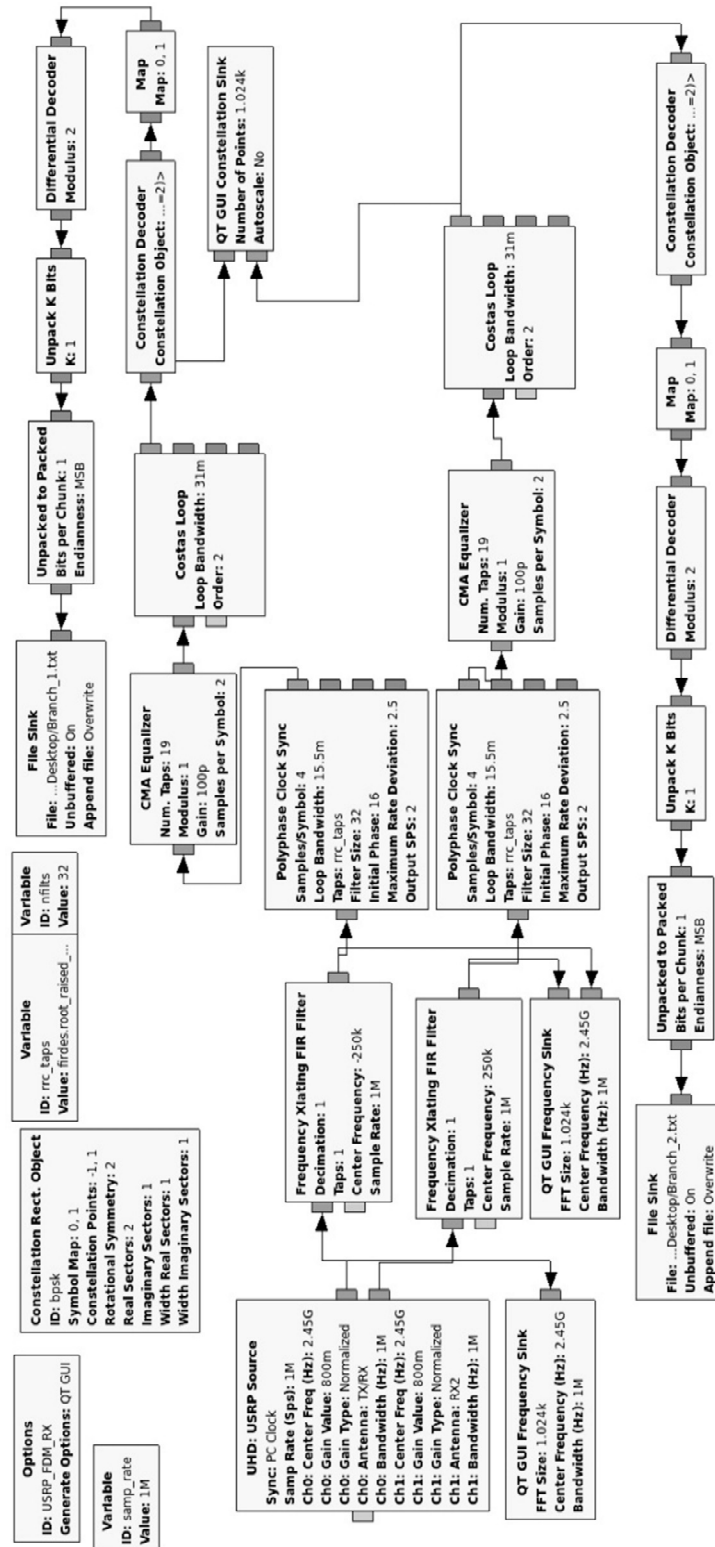 Options
ID: USRP_FDM_RX
Generate Options: QT GUI
Variable
ID: samp_rate
Value: 1M
Constellation Rect. Object
ID: bpsk
Symbol Map: 0, 1
Constellation Points: -1, 1
Rotational Symmetry: 2
Real Sectors: 2
Imaginary Sectors: 1
Width Real Sectors: 1
Width Imaginary Sectors: 1
Variable
ID: rrc_taps
Value: firdes.root_raised_...
Variable
ID: nfilts
Value: 32
UHD: USRP Source
Sync: PC Clock
Samp Rate (Sps): 1M
Ch0: Center Freq (Hz): 2.45G
Ch0: Gain Value: 800m
Ch0: Gain Type: Normalized
Ch0: Antenna: TX/RX
Ch0: Bandwidth (Hz): 1M
Ch1: Center Freq (Hz): 2.45G
Ch1: Gain Value: 800m
Ch1: Gain Type: Normalized
Ch1: Antenna: RX2
Ch1: Bandwidth (Hz): 1M
QT GUI Frequency Sink
FFT Size: 1.024k
Center Frequency (Hz): 2.45G
Bandwidth (Hz): 1M
Frequency Xlating FIR Filter
Decimation: 1
Taps: 1
Center Frequency: -250k
Sample Rate: 1M
Frequency Xlating FIR Filter
Decimation: 1
Taps: 1
Center Frequency: 250k
Sample Rate: 1M
QT GUI Frequency Sink
FFT Size: 1.024k
Center Frequency (Hz): 2.45G
Bandwidth (Hz): 1M
Polyphase Clock Sync
Samples/Symbol: 4
Loop Bandwidth: 15.5m
Taps: rrc_taps
Filter Size: 32
Initial Phase: 16
Maximum Rate Deviation: 2.5
Output SPS: 2
Polyphase Clock Sync
Samples/Symbol: 4
Loop Bandwidth: 15.5m
Taps: rrc_taps
Filter Size: 32
Initial Phase: 16
Maximum Rate Deviation: 2.5
Output SPS: 2
CMA Equalizer
Num. Taps: 19
Modulus: 1
Gain: 100p
Samples per Symbol: 2
Costas Loop
Loop Bandwidth: 31m
Order: 2
Constellation Decoder
Constellation Object: ...=2)>
Map
Map: 0, 1
Differential Decoder
Modulus: 2
Unpack K Bits
K: 1
Unpacked to Packed
Bits per Chunk: 1
Endianness: MSB
File Sink
File: ...Desktop/Branch_1.txt
Unbuffered: On
Append file: Overwrite
QT GUI Constellation Sink
Number of Points: 1.024k
Autoscale: No
CMA Equalizer
Num. Taps: 19
Modulus: 1
Gain: 100p
Samples per Symbol: 2
Costas Loop
Loop Bandwidth: 31m
Order: 2
Constellation Decoder
Constellation Object: ...=2)>
Map
Map: 0, 1
Differential Decoder
Modulus: 2
Unpack K Bits
K: 1
Unpacked to Packed
Bits per Chunk: 1
Endianness: MSB
File Sink
File: ...Desktop/Branch_2.txt
Unbuffered: On
Append file: Overwrite